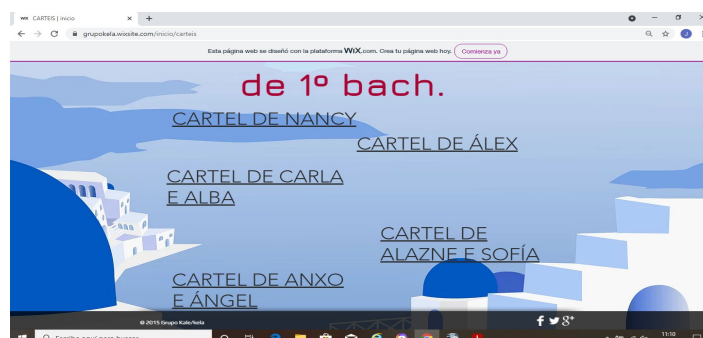 WiX CARTEIS | inicio
grupokela.wixsite.com/inicio/carteis
Esta página web se diseñó con la plataforma WiX.com. Crea tu página web hoy. Comienza ya
de 1º bach.
CARTEL DE NANCY
CARTEL DE ÁLEX
CARTEL DE CARLA
E ALBA
CARTEL DE
ALAZNE E SOFÍA
CARTEL DE ANXO
E ÁNGEL
© 2015 Grupo Kale/kela
11:10